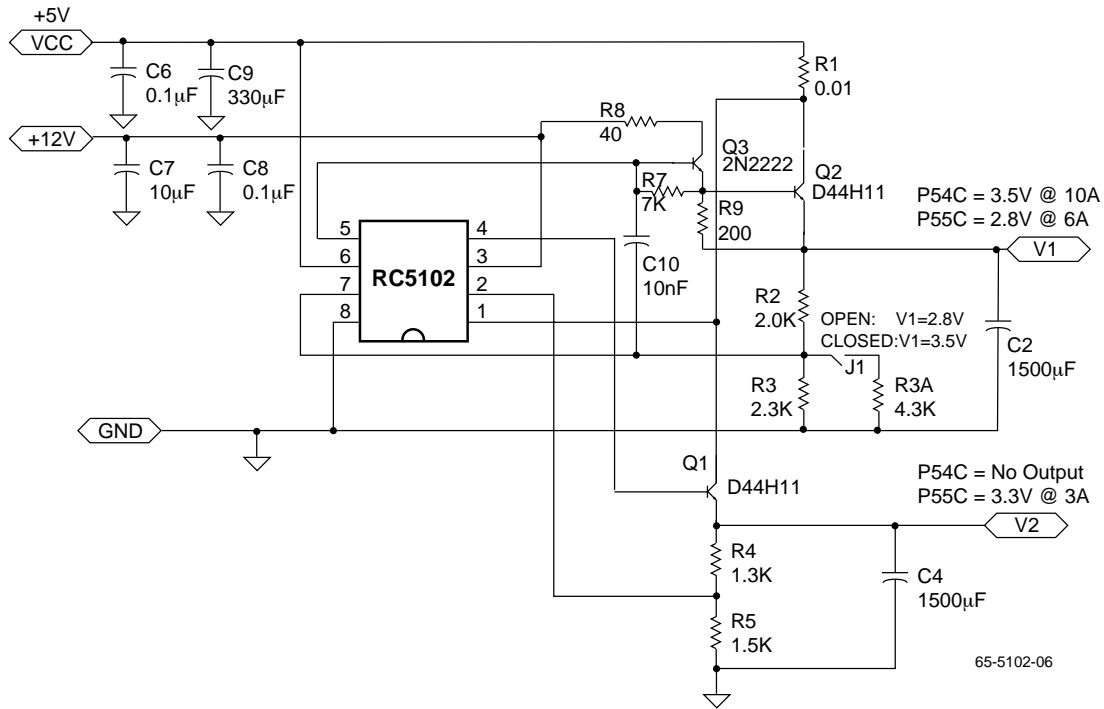 +5V
VCC
C6
0.1µF
C9
330µF
R1
0.01
+12V
C7
10µF
C8
0.1µF
R8
40
Q3
2N2222
Q2
D44H11
R7
7K
R9
200
P54C = 3.5V @ 10A
P55C = 2.8V @ 6A
V1
5
6
7
8
RC5102
4
3
2
1
C10
10nF
R2
2.0K
OPEN: V1=2.8V
CLOSED:V1=3.5V
J1
C2
1500µF
R3
2.3K
R3A
4.3K
GND
Q1
D44H11
P54C = No Output
P55C = 3.3V @ 3A
V2
R4
1.3K
C4
1500µF
R5
1.5K
65-5102-06